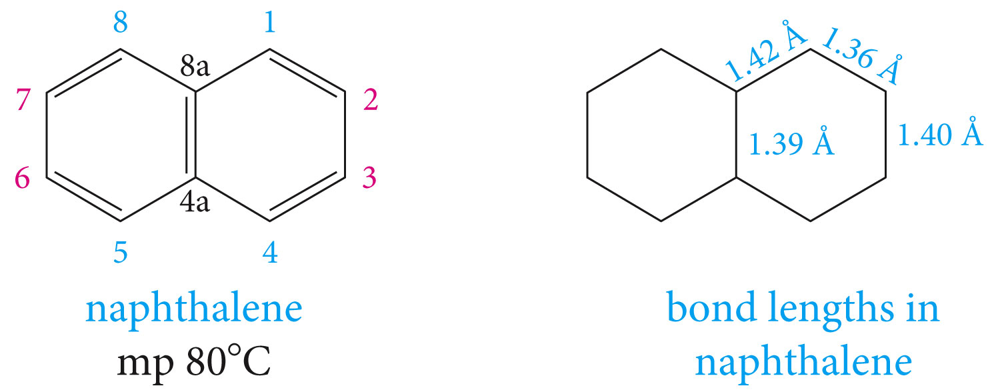 8
1
8a
7
2
6
3
4a
5
4
naphthalene
mp 80°C
1.42 Å
1.36 Å
1.39 Å
1.40 Å
bond lengths in
naphthalene